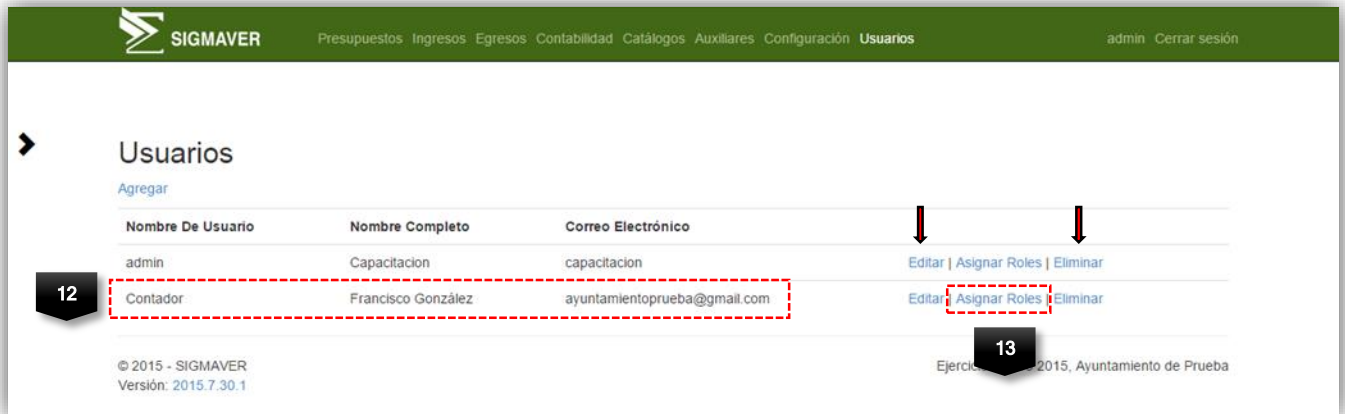 SIGMAVER Presupuestos Ingresos Egresos Contabilidad Catálogos Auxiliares Configuración Usuarios admin Cerrar sesión
Usuarios
Agregar
Nombre De Usuario Nombre Completo Correo Electrónico
admin Capacitacion capacitacion Editar | Asignar Roles | Eliminar
12 Contador Francisco González ayuntamientoprueba@gmail.com Editar | Asignar Roles | Eliminar
13
© 2015 - SIGMAVER 2015, Ayuntamiento de Prueba
Versión: 2015.7.30.1